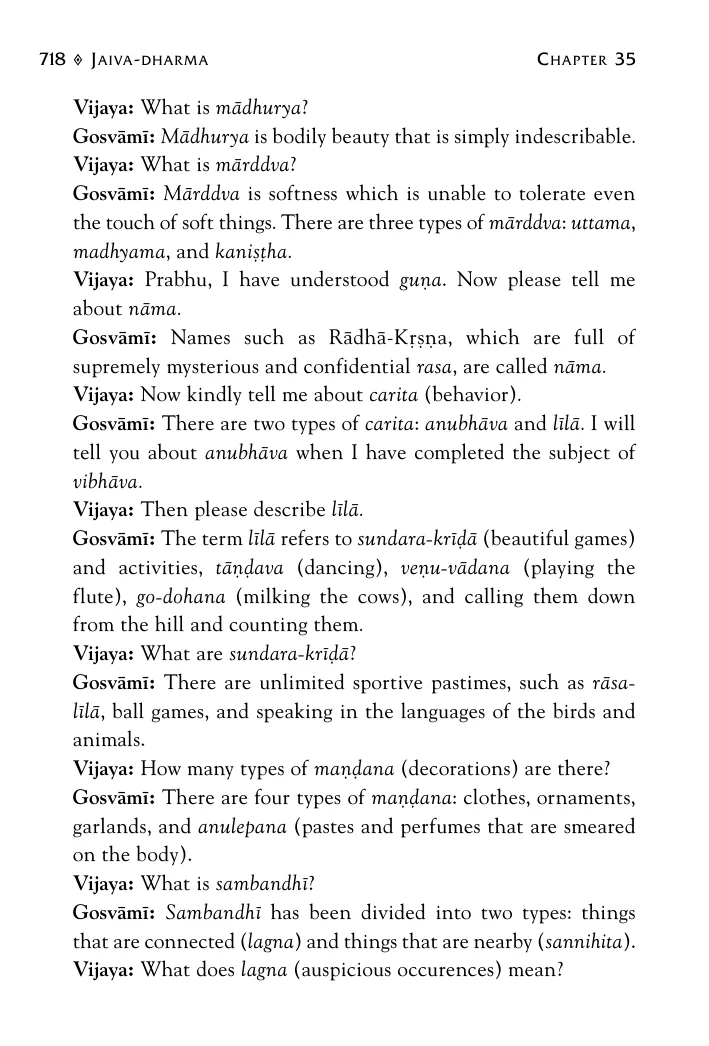 718 ⟡ JAIVA-DHARMA CHAPTER 35
Vijaya: What is mādhurya?
Gosvāmī: Mādhurya is bodily beauty that is simply indescribable.
Vijaya: What is mārddva?
Gosvāmī: Mārddva is softness which is unable to tolerate even
the touch of soft things. There are three types of mārddva: uttama,
madhyama, and kaniṣṭha.
Vijaya: Prabhu, I have understood guṇa. Now please tell me
about nāma.
Gosvāmī: Names such as Rādhā-Kṛṣṇa, which are full of
supremely mysterious and confidential rasa, are called nāma.
Vijaya: Now kindly tell me about carita (behavior).
Gosvāmī: There are two types of carita: anubhāva and līlā. I will
tell you about anubhāva when I have completed the subject of
vibhāva.
Vijaya: Then please describe līlā.
Gosvāmī: The term līlā refers to sundara-krīḍā (beautiful games)
and activities, tāṇḍava (dancing), veṇu-vādana (playing the
flute), go-dohana (milking the cows), and calling them down
from the hill and counting them.
Vijaya: What are sundara-krīḍā?
Gosvāmī: There are unlimited sportive pastimes, such as rāsa-
līlā, ball games, and speaking in the languages of the birds and
animals.
Vijaya: How many types of maṇḍana (decorations) are there?
Gosvāmī: There are four types of maṇḍana: clothes, ornaments,
garlands, and anulepana (pastes and perfumes that are smeared
on the body).
Vijaya: What is sambandhī?
Gosvāmī: Sambandhī has been divided into two types: things
that are connected (lagna) and things that are nearby (sannihita).
Vijaya: What does lagna (auspicious occurences) mean?